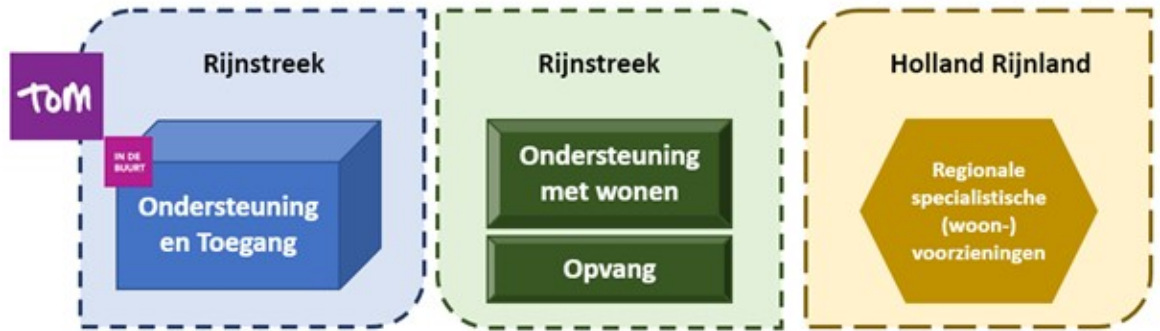 Rijnstreek
TOM
IN DE
BUURT
Ondersteuning
en Toegang
Rijnstreek
Ondersteuning
met wonen
Opvang
Holland Rijnland
Regionale
specialistische
(woon-)
voorzieningen